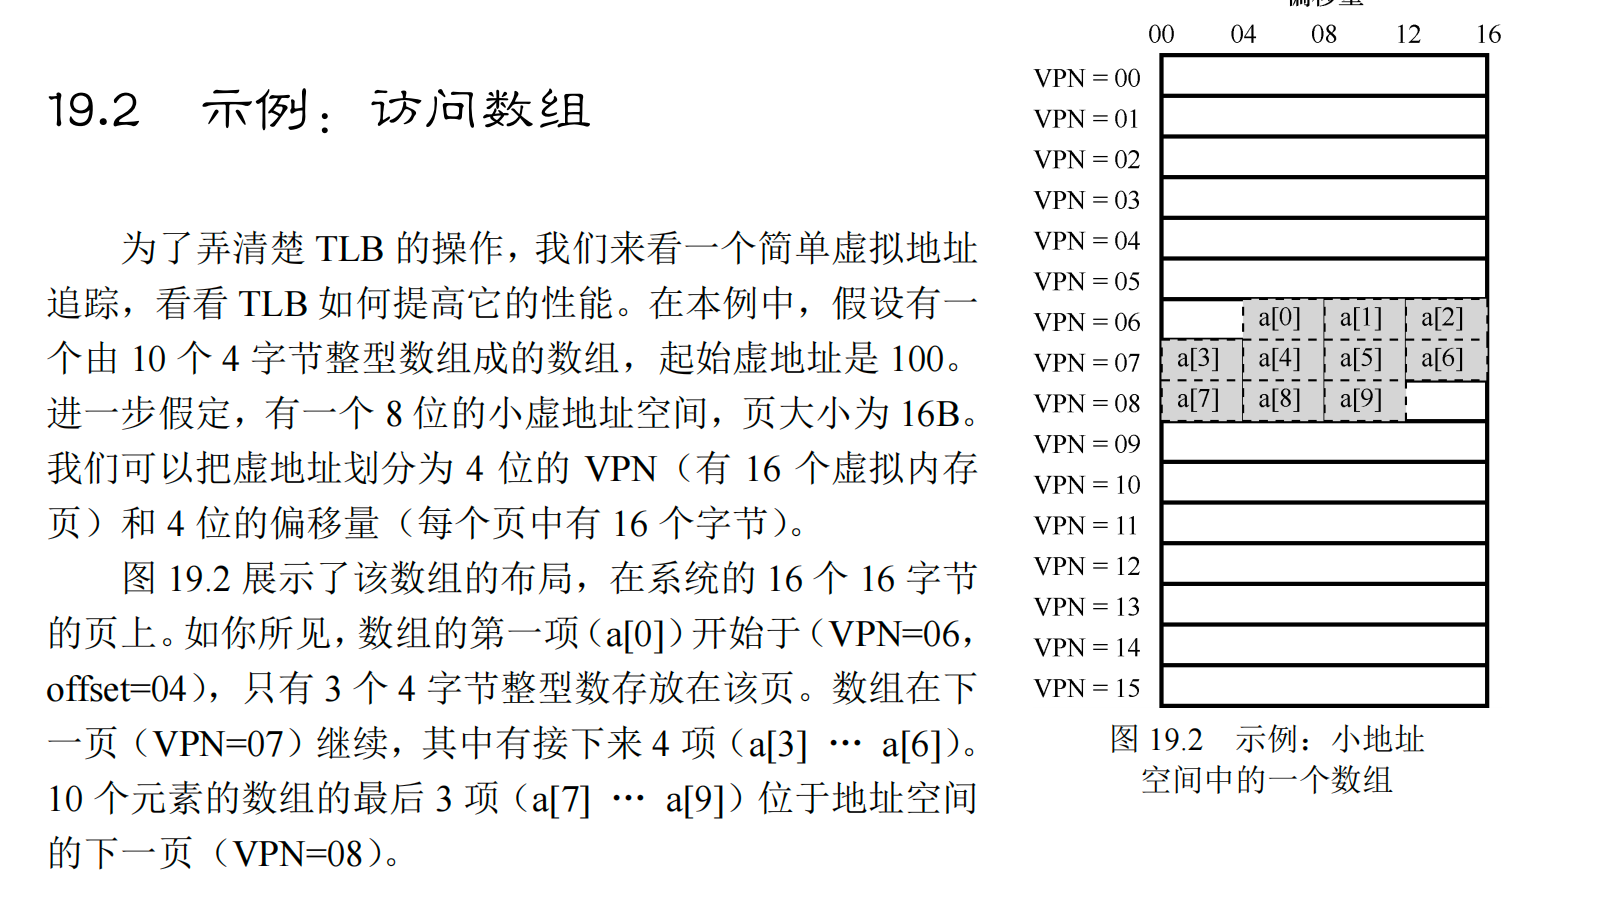 19.2 示例：访问数组
为了弄清楚 TLB 的操作，我们来看一个简单虚拟地址
追踪，看看 TLB 如何提高它的性能。在本例中，假设有一
个由 10 个 4 字节整型数组成的数组，起始虚地址是 100。
进一步假定，有一个 8 位的小虚地址空间，页大小为 16B。
我们可以把虚地址划分为 4 位的 VPN（有 16 个虚拟内存
页）和 4 位的偏移量（每个页中有 16 个字节）。
图 19.2 展示了该数组的布局，在系统的 16 个 16 字节
的页上。如你所见，数组的第一项（a[0]）开始于（VPN=06，
offset=04），只有 3 个 4 字节整型数存放在该页。数组在下
一页（VPN=07）继续，其中有接下来 4 项（a[3] … a[6]）。
10 个元素的数组的最后 3 项（a[7] … a[9]）位于地址空间
的下一页（VPN=08）。
偏移量
00 04 08 12 16
VPN = 00
VPN = 01
VPN = 02
VPN = 03
VPN = 04
VPN = 05
VPN = 06 a[0] a[1] a[2]
VPN = 07 a[3] a[4] a[5] a[6]
VPN = 08 a[7] a[8] a[9]
VPN = 09
VPN = 10
VPN = 11
VPN = 12
VPN = 13
VPN = 14
VPN = 15
图 19.2 示例：小地址
空间中的一个数组